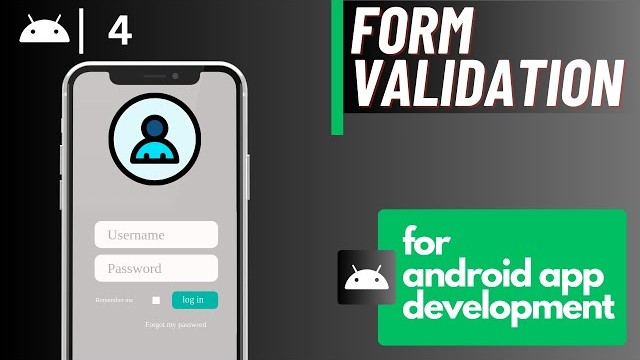 4
FORM
VALIDATION
Username
Password
Remember me
log in
Forgot my password
for
android app
development